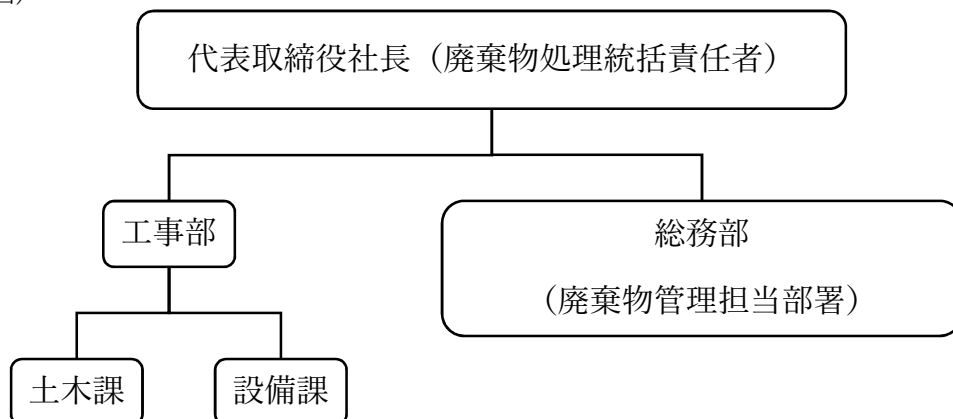 代表取締役社長（廃棄物処理統括責任者）
工事部
総務部
（廃棄物管理担当部署）
土木課
設備課